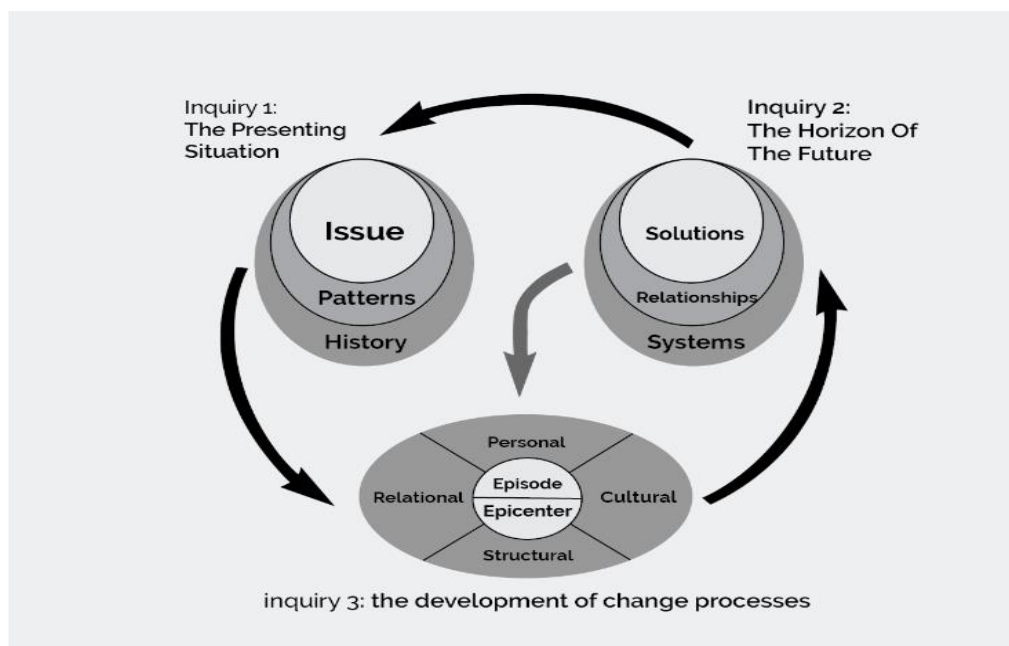 Inquiry 1:
The Presenting
Situation
Inquiry 2:
The Horizon Of
The Future
Issue
Patterns
History
Solutions
Relationships
Systems
Personal
Relational
Episode
Epicenter
Cultural
Structural
inquiry 3: the development of change processes